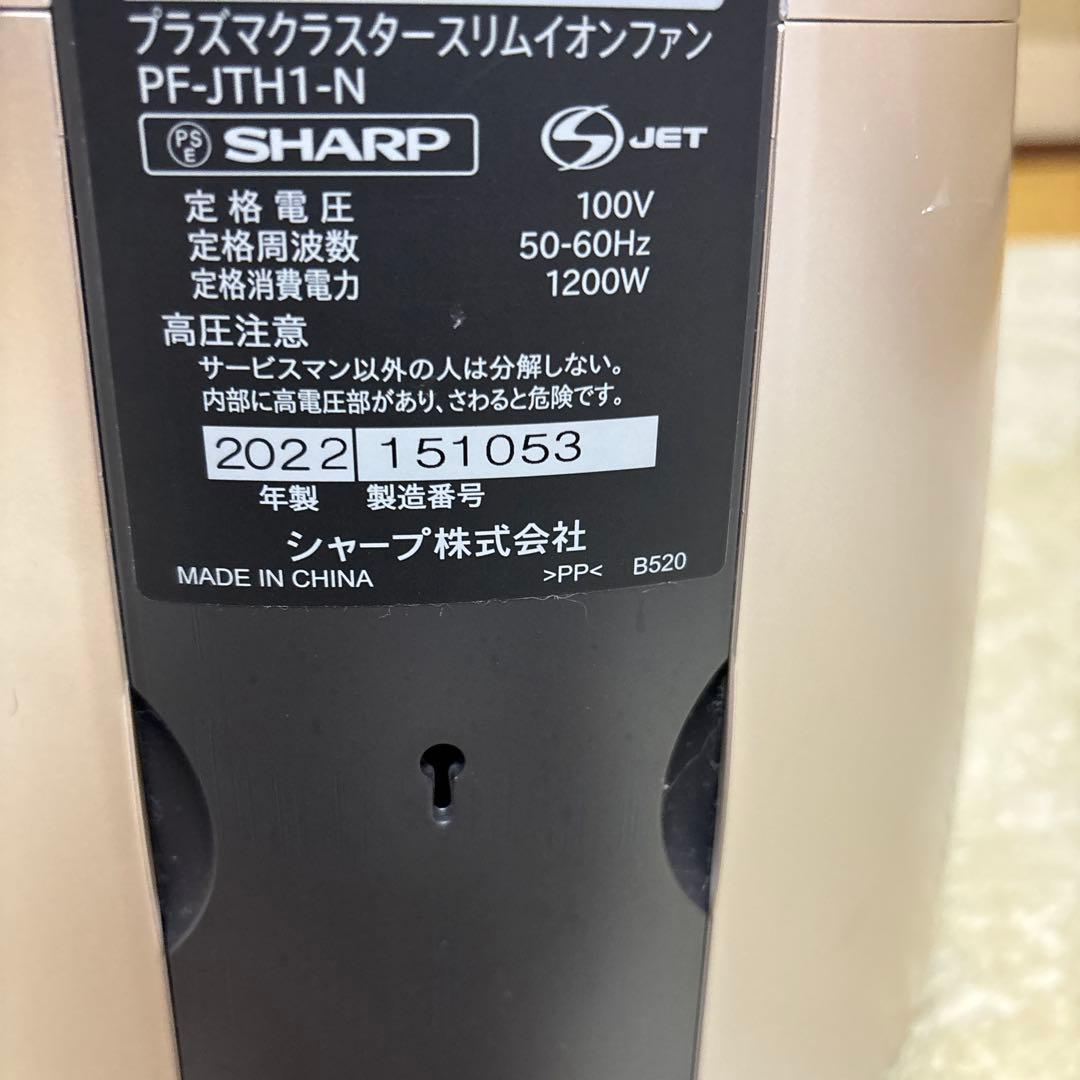 プラズマクラスタースリムイオンファン
PF-JTH1-N
PSE SHARP S JET
定格電圧 100V
定格周波数 50-60Hz
定格消費電力 1200W
高圧注意
サービスマン以外の人は分解しない。
内部に高電圧部があり、さわると危険です。
2022 151053
年製 製造番号
シャープ株式会社
MADE IN CHINA >PP< B520